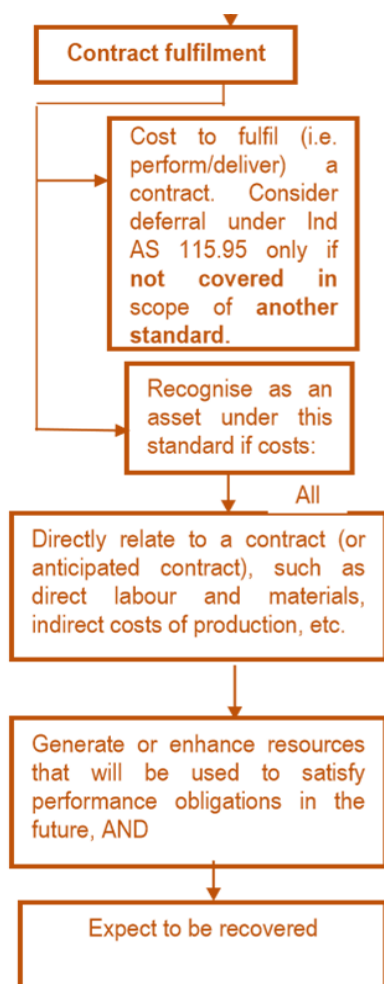 Contract fulfilment
Cost to fulfil (i.e.
perform/deliver) a
contract. Consider
deferral under Ind
AS 115.95 only if
not covered in
scope of another
standard.
Recognise as an
asset under this
standard if costs:
All
Directly relate to a contract (or
anticipated contract), such as
direct labour and materials,
indirect costs of production, etc.
Generate or enhance resources
that will be used to satisfy
performance obligations in the
future, AND
Expect to be recovered